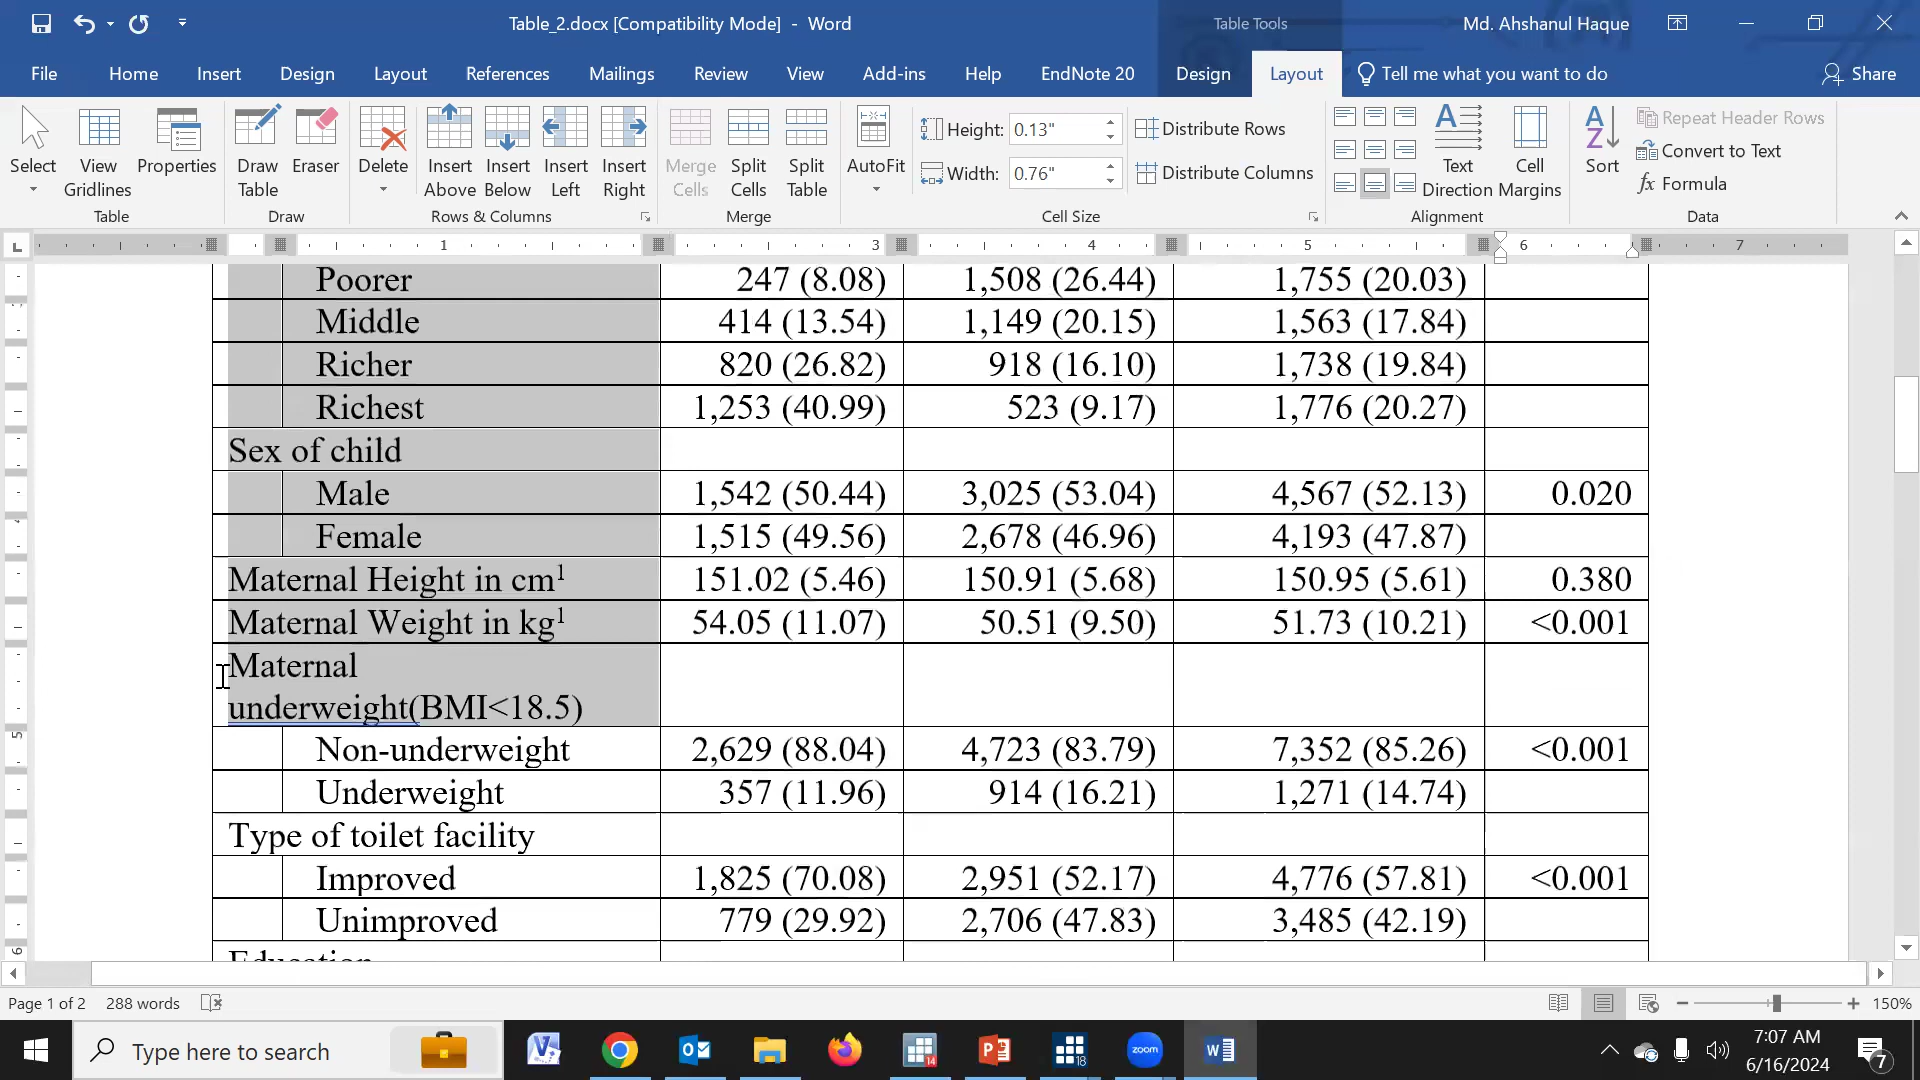 Table_2.docx [Compatibility Mode] - Word
Table Tools
Md. Ahshanul Haque
File Home Insert Design Layout References Mailings Review View Add-ins Help EndNote 20 Design Layout Tell me what you want to do Share
Select View Gridlines Properties
Table
Draw Table Eraser
Draw
Delete Insert Above Insert Below Insert Left Insert Right
Rows & Columns
Merge Cells Split Cells Split Table
Merge
AutoFit
Height: 0.13" Distribute Rows
Width: 0.76" Distribute Columns
Cell Size
Text Direction Cell Margins
Alignment
Sort
Repeat Header Rows
Convert to Text
fx Formula
Data
1 3 4 5 6 7
Poorer 247 (8.08) 1,508 (26.44) 1,755 (20.03)
Middle 414 (13.54) 1,149 (20.15) 1,563 (17.84)
Richer 820 (26.82) 918 (16.10) 1,738 (19.84)
Richest 1,253 (40.99) 523 (9.17) 1,776 (20.27)
Sex of child
Male 1,542 (50.44) 3,025 (53.04) 4,567 (52.13) 0.020
Female 1,515 (49.56) 2,678 (46.96) 4,193 (47.87)
Maternal Height in cm¹ 151.02 (5.46) 150.91 (5.68) 150.95 (5.61) 0.380
Maternal Weight in kg¹ 54.05 (11.07) 50.51 (9.50) 51.73 (10.21) <0.001
Maternal
underweight(BMI<18.5)
Non-underweight 2,629 (88.04) 4,723 (83.79) 7,352 (85.26) <0.001
Underweight 357 (11.96) 914 (16.21) 1,271 (14.74)
Type of toilet facility
Improved 1,825 (70.08) 2,951 (52.17) 4,776 (57.81) <0.001
Unimproved 779 (29.92) 2,706 (47.83) 3,485 (42.19)
Education
Page 1 of 2 288 words 150%
Type here to search
14
18
zoom
7:07 AM
6/16/2024
7